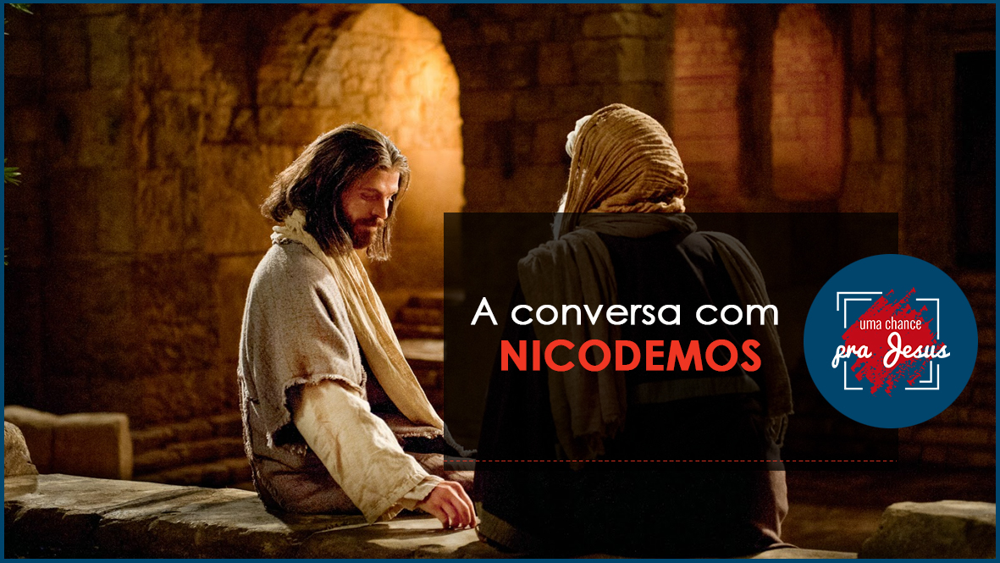 A conversa com
NICODEMOS
uma chance
pra Jesus